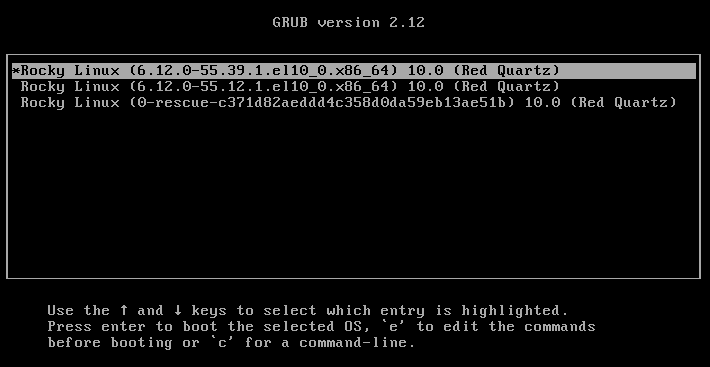 GRUB version 2.12
*Rocky Linux (6.12.0-55.39.1.el10_0.x86_64) 10.0 (Red Quartz)
Rocky Linux (6.12.0-55.12.1.el10_0.x86_64) 10.0 (Red Quartz)
Rocky Linux (0-rescue-c371d82aeddd4c358d0da59eb13ae51b) 10.0 (Red Quartz)
Use the ↑ and ↓ keys to select which entry is highlighted.
Press enter to boot the selected OS, `e' to edit the commands
before booting or `c' for a command-line.